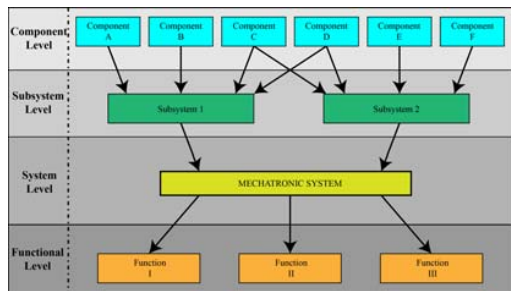 Component
Level
Component
A
Component
B
Component
C
Component
D
Component
E
Component
F
Subsystem
Level
Subsystem 1
Subsystem 2
System
Level
MECHATRONIC SYSTEM
Functional
Level
Function
I
Function
II
Function
III